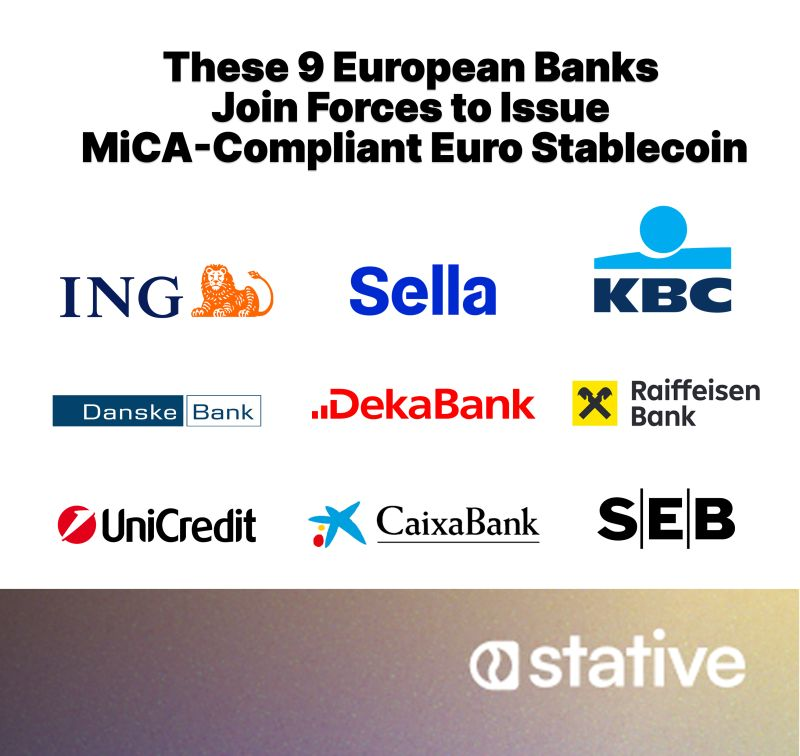 These 9 European Banks
Join Forces to Issue
MiCA-Compliant Euro Stablecoin
ING
Sella
KBC
Danske Bank
DekaBank
Raiffeisen
Bank
UniCredit
CaixaBank
S|E|B
stative